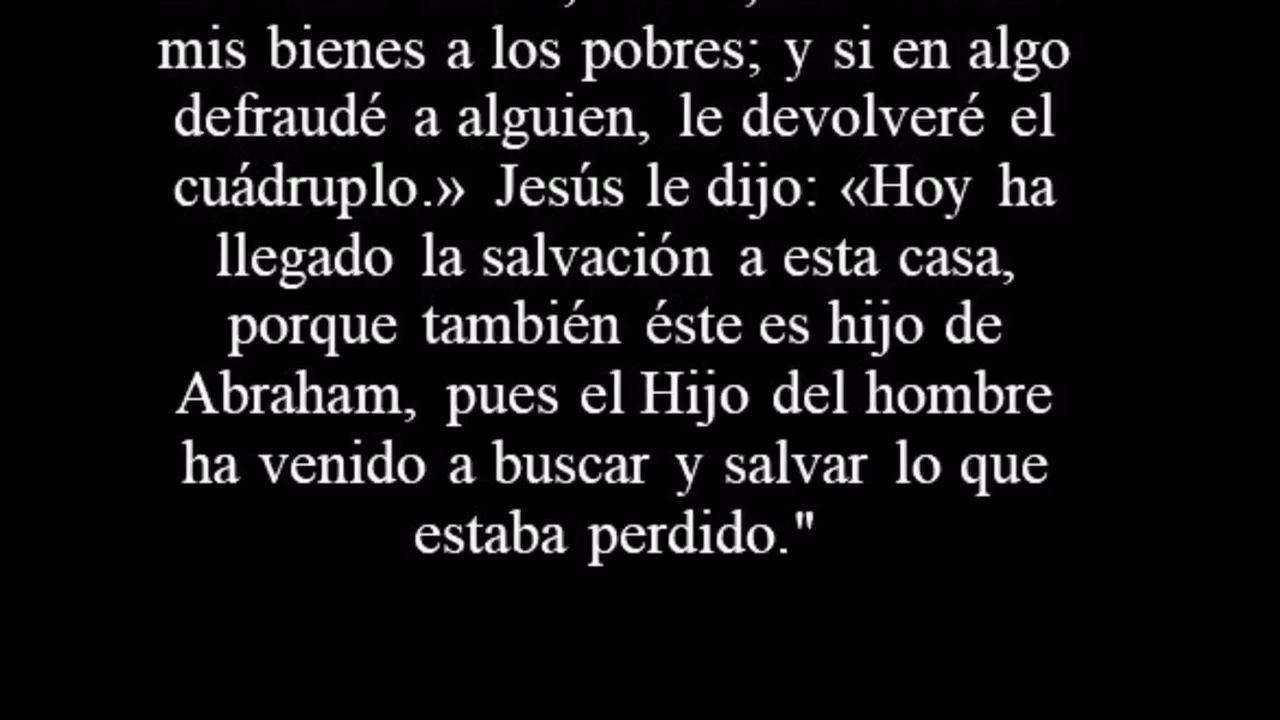 mis bienes a los pobres; y si en algo
defraudé a alguien, le devolveré el
cuádruplo.» Jesús le dijo: «Hoy ha
llegado la salvación a esta casa,
porque también éste es hijo de
Abraham, pues el Hijo del hombre
ha venido a buscar y salvar lo que
estaba perdido."